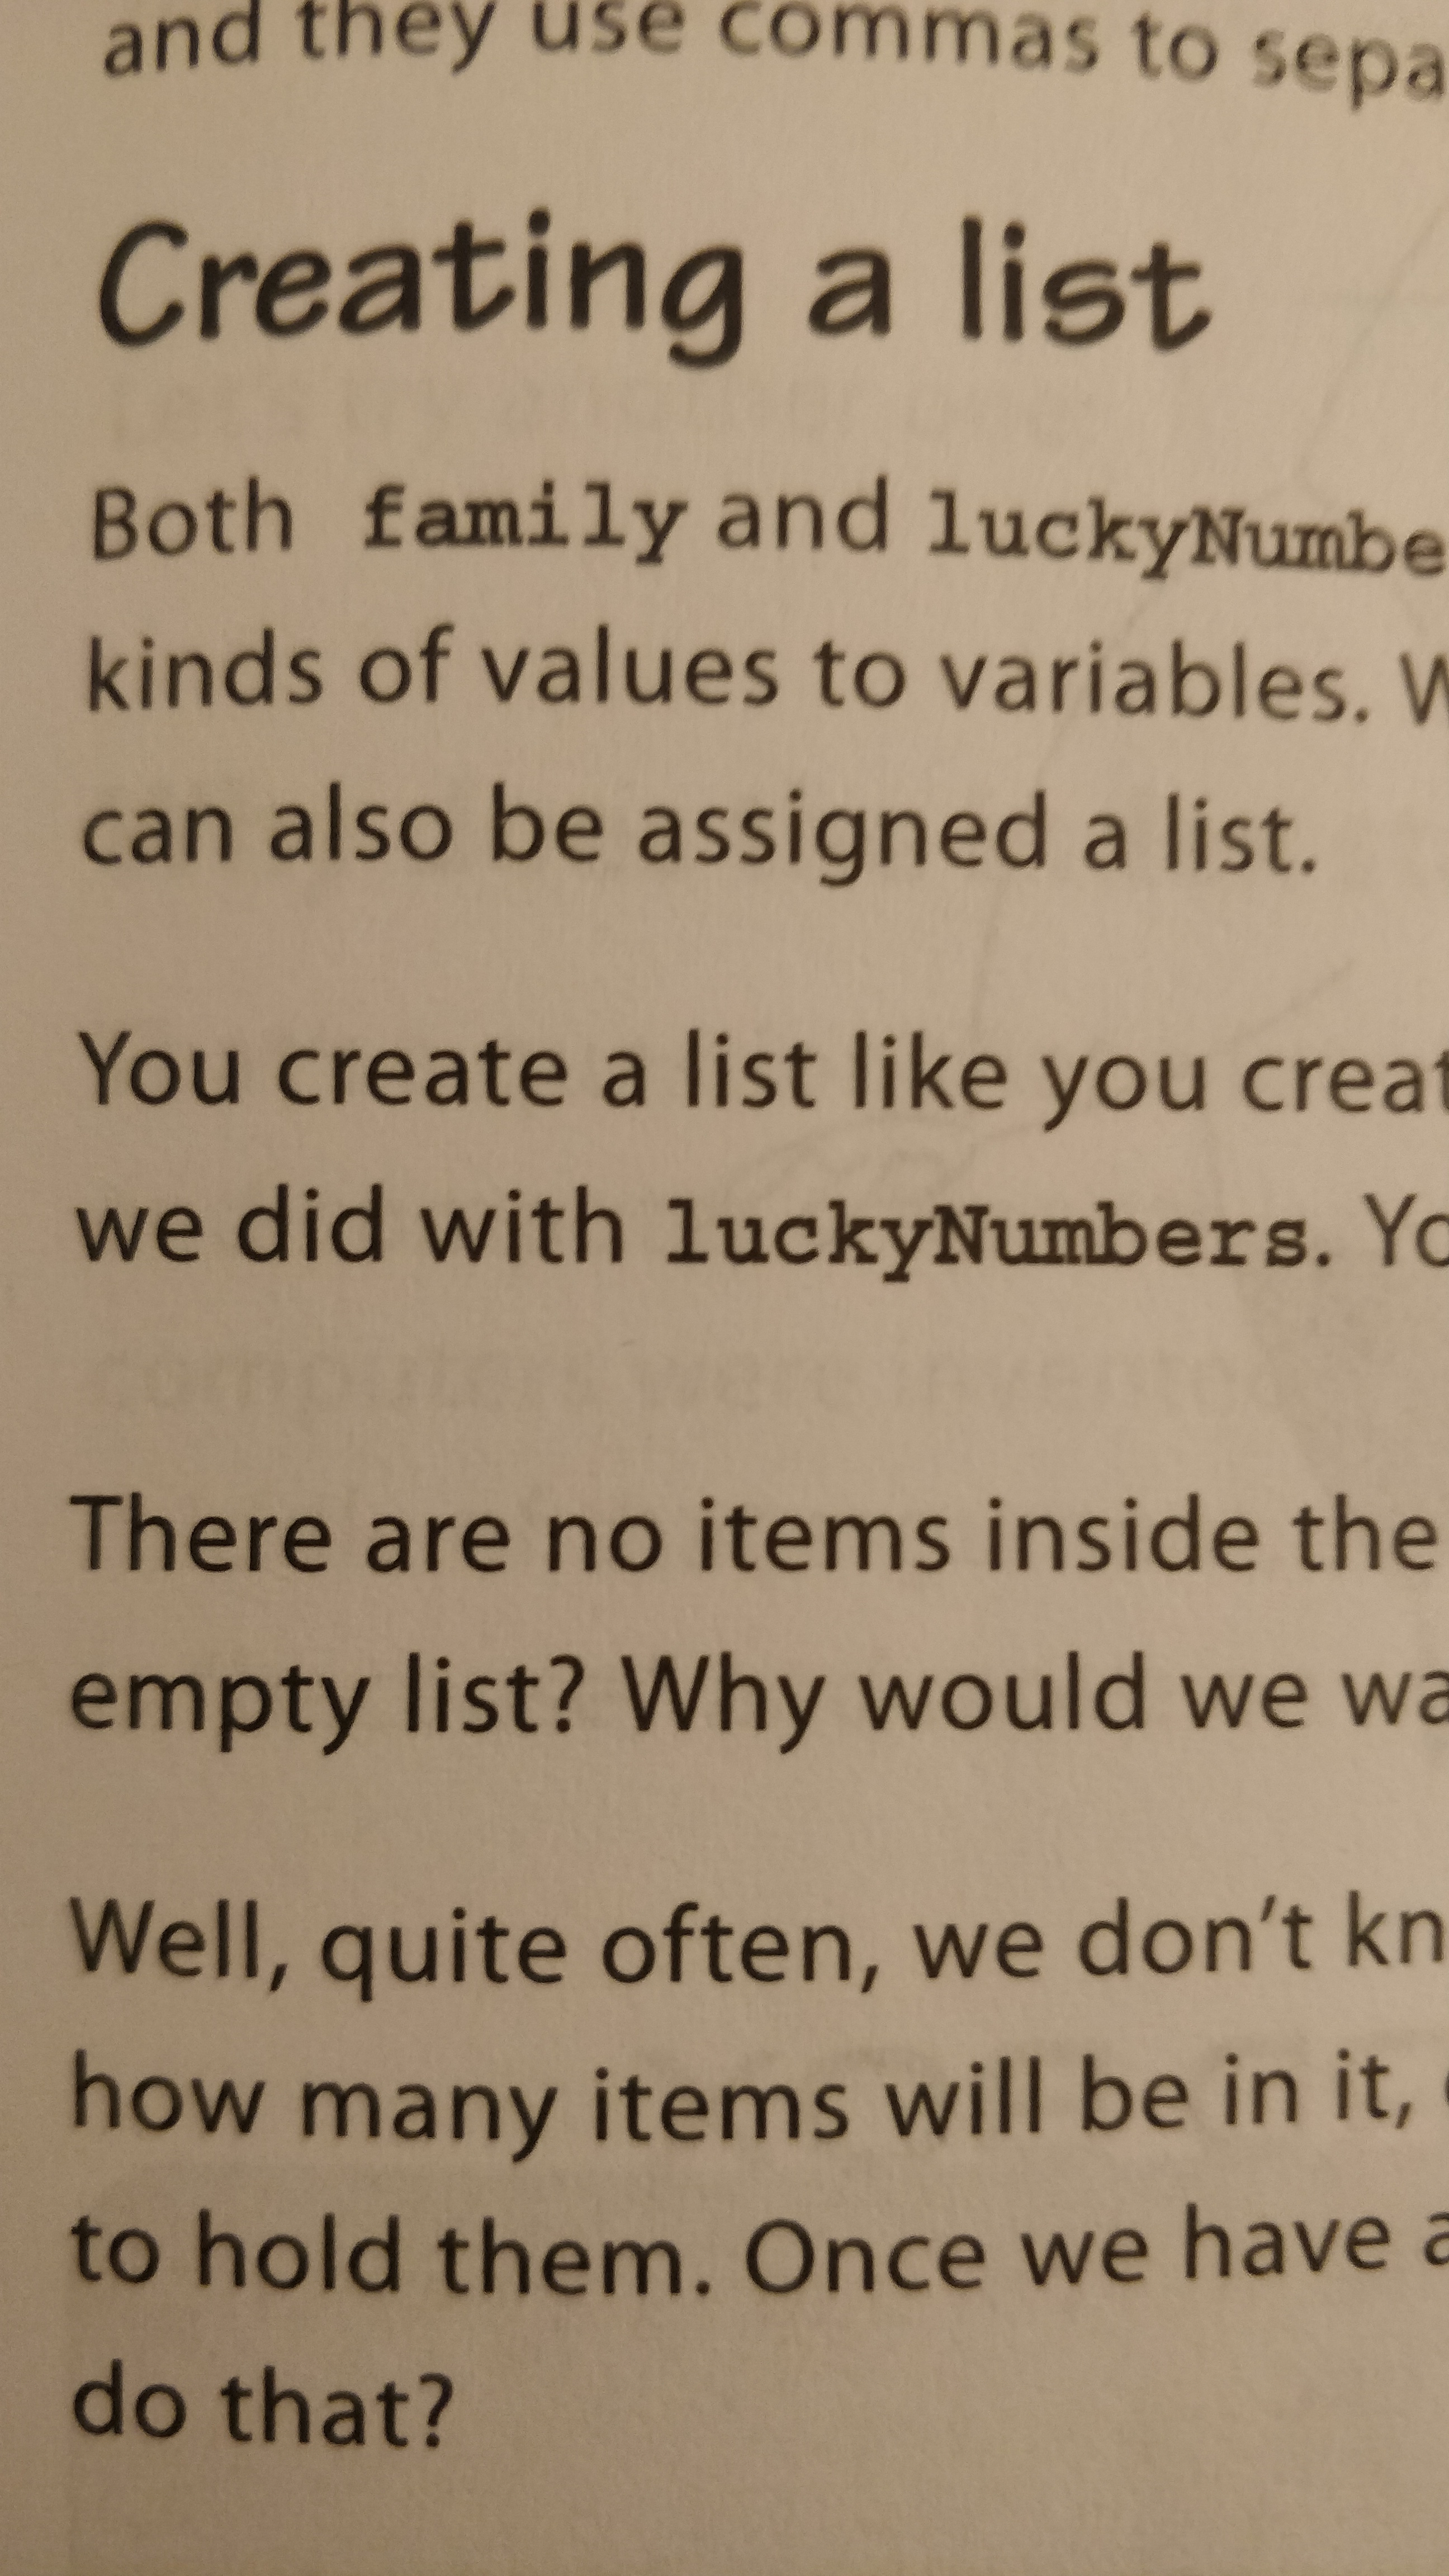 and they use commas to sepa
Creating a list
Both family and luckyNumbe
kinds of values to variables. W
can also be assigned a list.
You create a list like you creat
we did with luckyNumbers. Yo
There are no items inside the
empty list? Why would we wa
Well, quite often, we don't kn
how many items will be in it,
to hold them. Once we have a
do that?